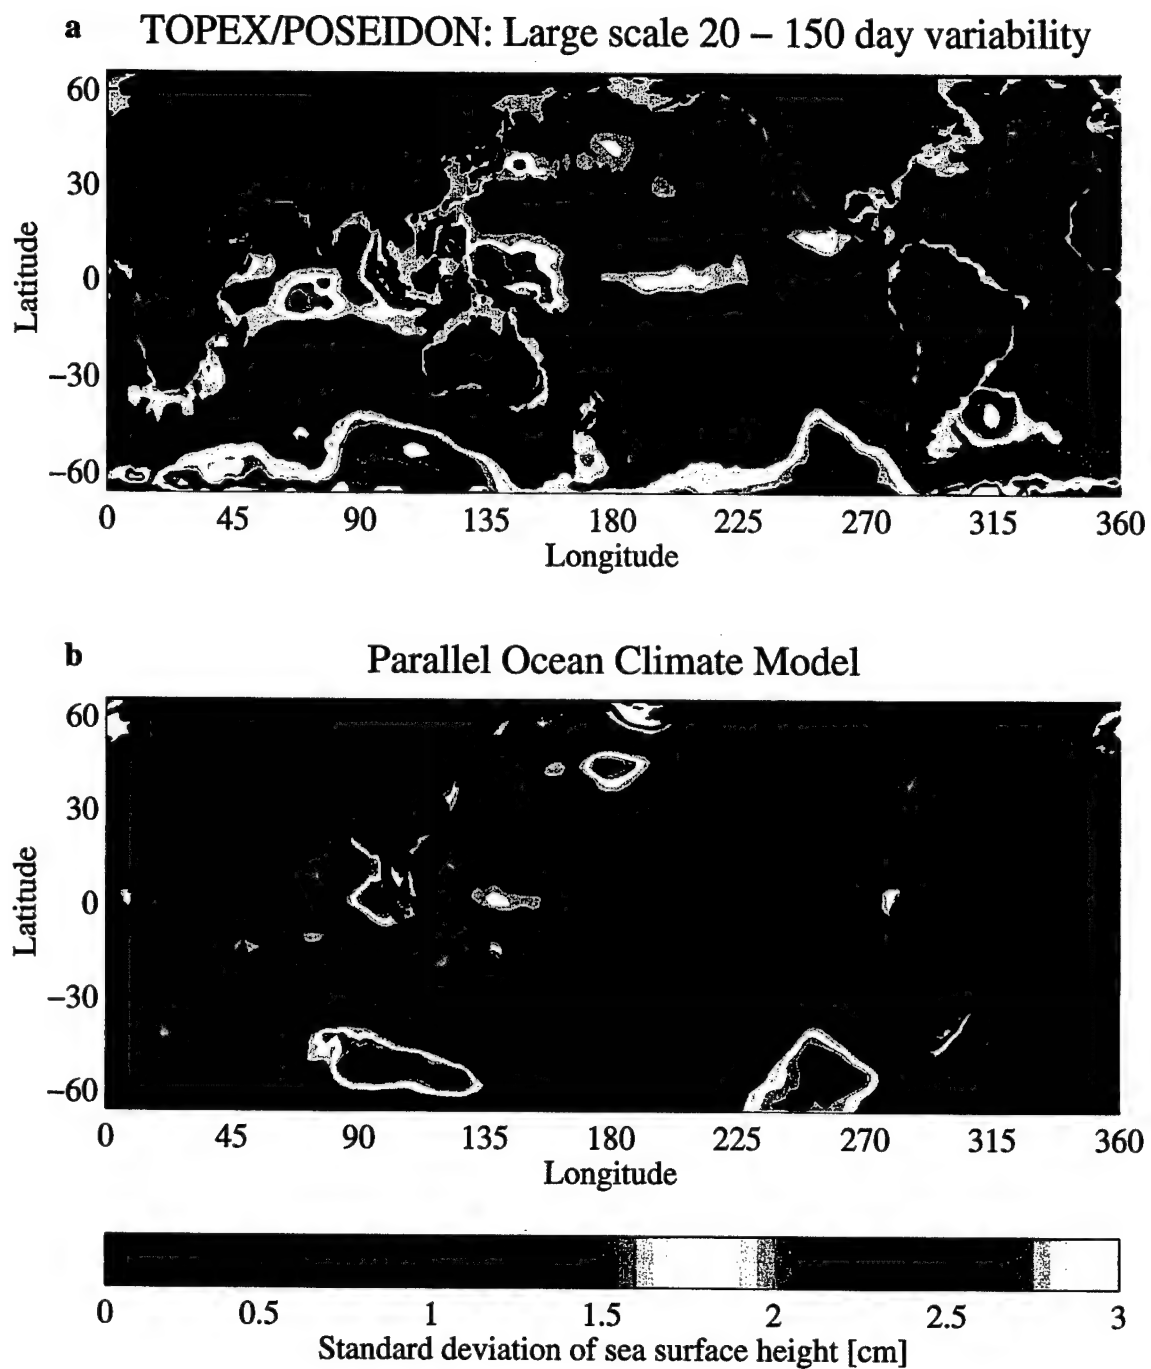 a TOPEX/POSEIDON: Large scale 20 – 150 day variability
60
30
0
−30
−60
Latitude
0 45 90 135 180 225 270 315 360
Longitude
b Parallel Ocean Climate Model
60
30
0
−30
−60
Latitude
0 45 90 135 180 225 270 315 360
Longitude
0 0.5 1 1.5 2 2.5 3
Standard deviation of sea surface height [cm]